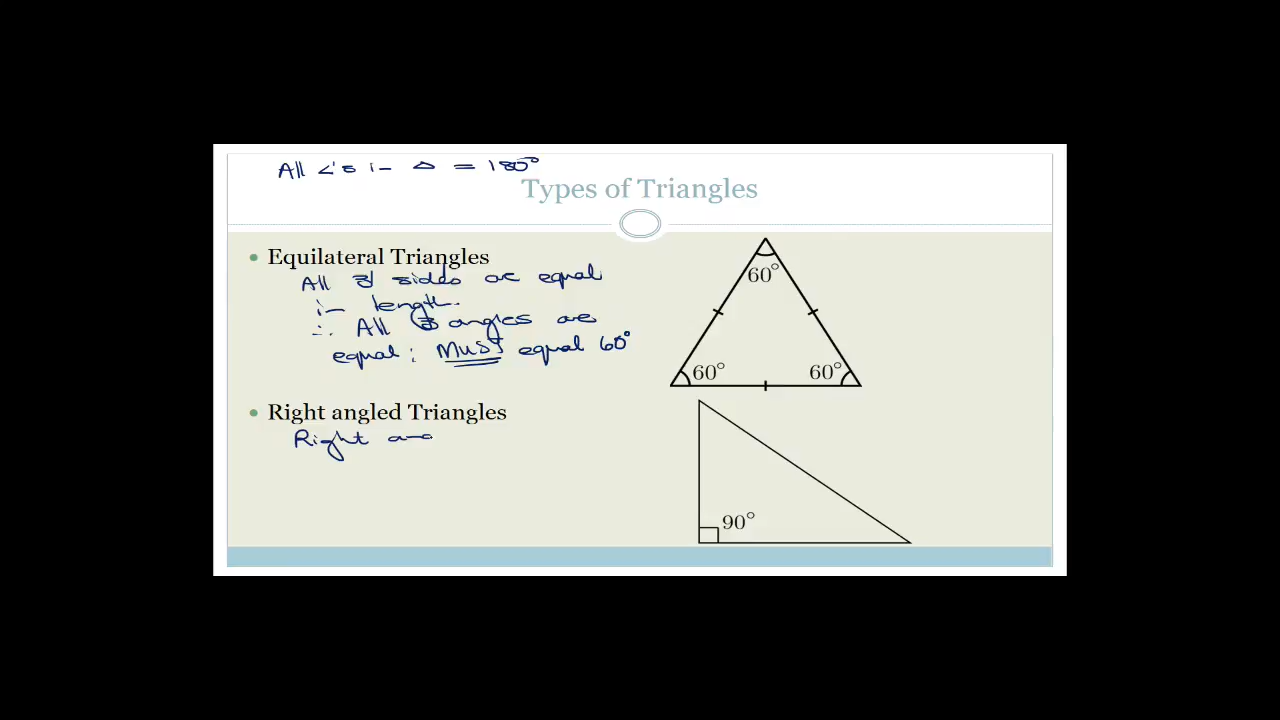 All <'s in △ = 180°
Types of Triangles
• Equilateral Triangles
All 3 sides are equal
in length.
∴ All 3 angles are
equal : MUST equal 60°
60°
60°
60°
• Right angled Triangles
Right
90°